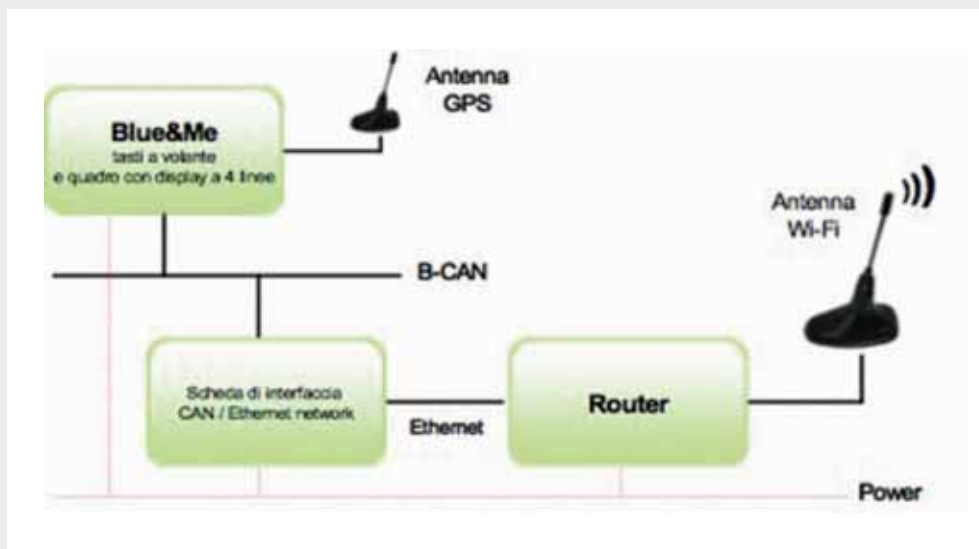 Antenna
GPS
Blue&Me
tasti a volante
e quadro con display a 4 linee
Antenna
Wi-Fi
B-CAN
Scheda di interfaccia
CAN / Ethernet network
Ethernet
Router
Power